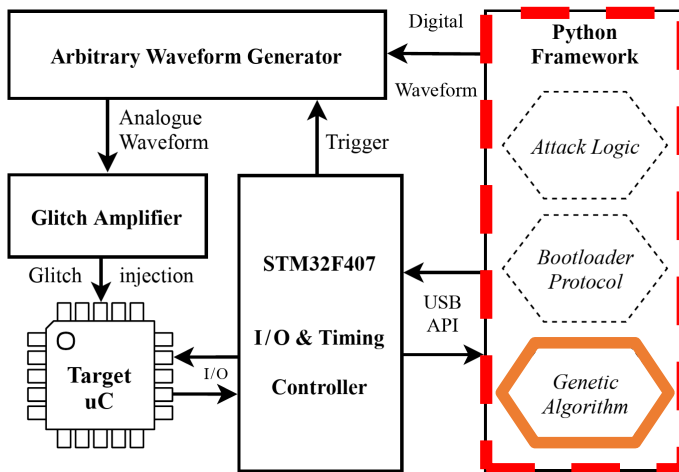 Arbitrary Waveform Generator
Digital
Waveform
Python
Framework
Analogue
Waveform
Trigger
Attack Logic
Glitch Amplifier
STM32F407
I/O & Timing
Controller
Bootloader
Protocol
USB
API
Glitch injection
Target
uC
I/O
Genetic
Algorithm